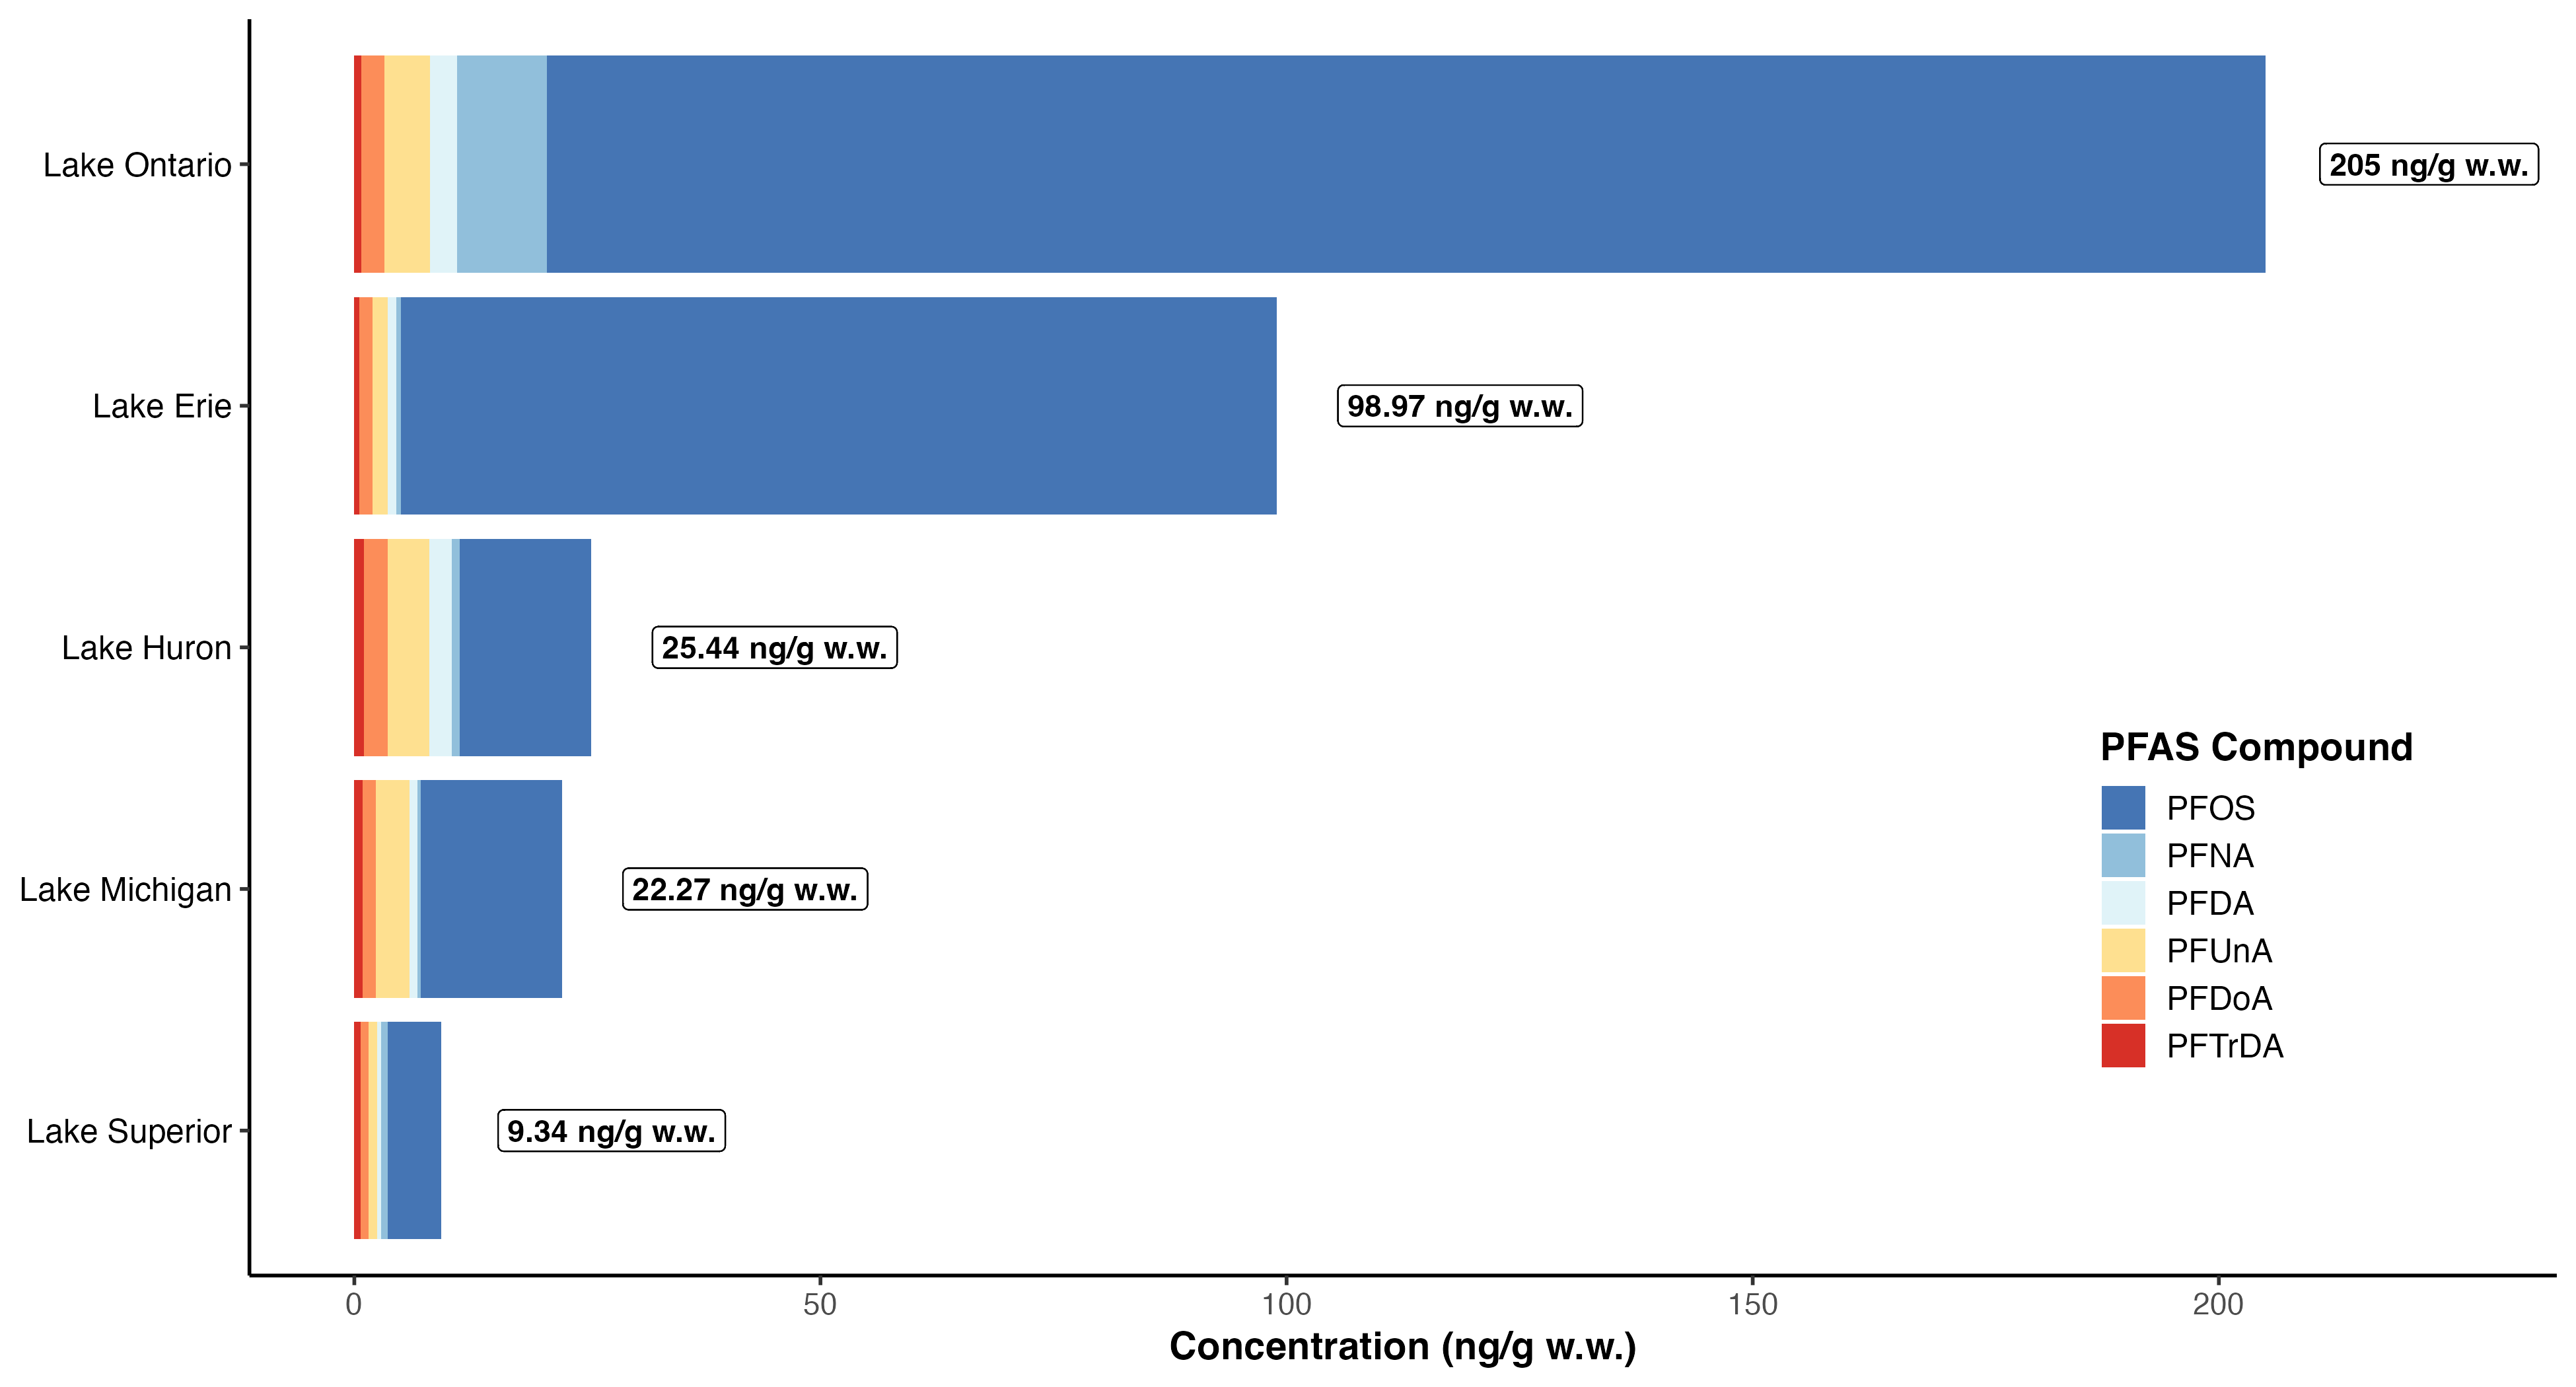 Lake Ontario
205 ng/g w.w.
Lake Erie
98.97 ng/g w.w.
Lake Huron
25.44 ng/g w.w.
Lake Michigan
22.27 ng/g w.w.
Lake Superior
9.34 ng/g w.w.
PFAS Compound
PFOS
PFNA
PFDA
PFUnA
PFDoA
PFTrDA
0 50 100 150 200
Concentration (ng/g w.w.)